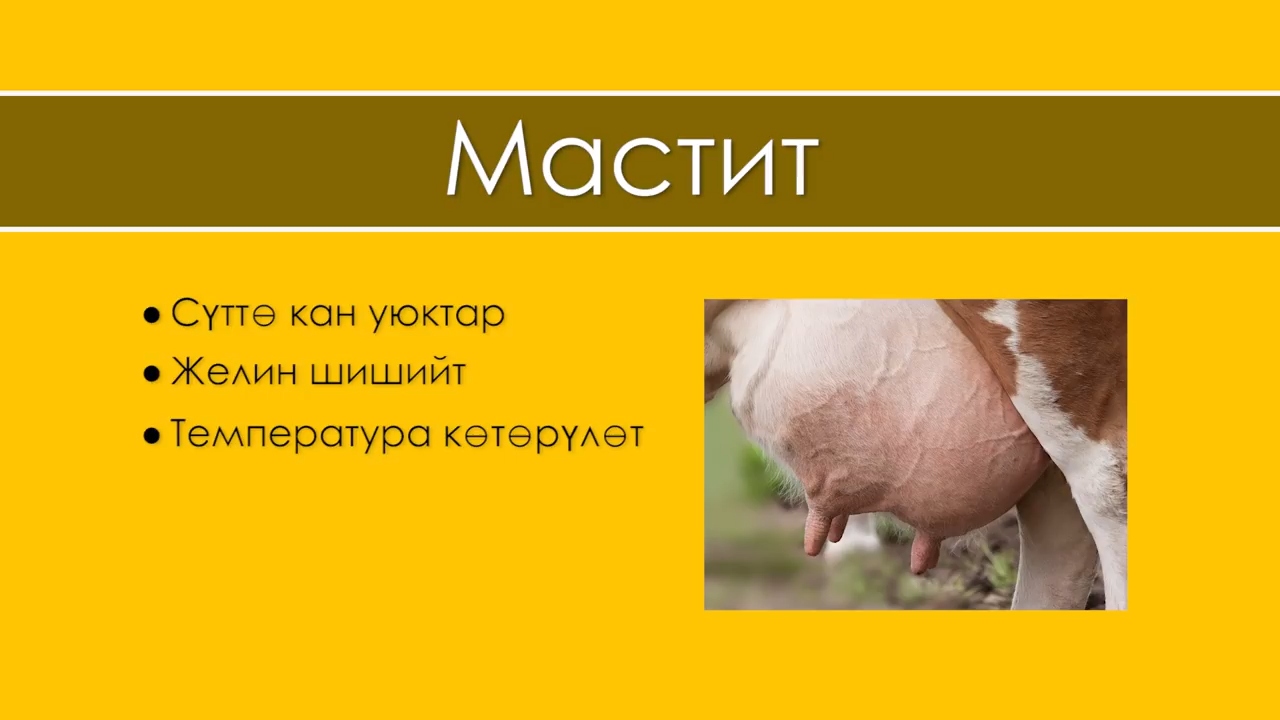 Мастит
● Сүттө кан уюктар
● Желин шишийт
● Температура көтөрүлөт